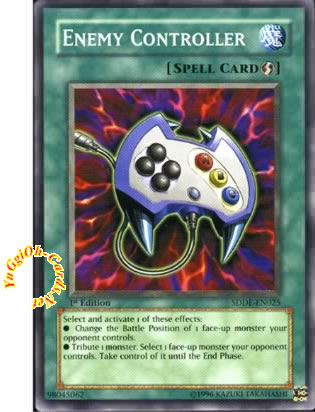 ENEMY CONTROLLER
[SPELL CARD]
YuGgiOh-Cards.Net
1st Edition
SDDE-EN025
Select and activate 1 of these effects:
● Change the Battle Position of 1 face-up monster your
opponent controls.
● Tribute 1 monster. Select 1 face-up monster your opponent
controls. Take control of it until the End Phase.
98045062
©1996 KAZUKI TAKAHASHI